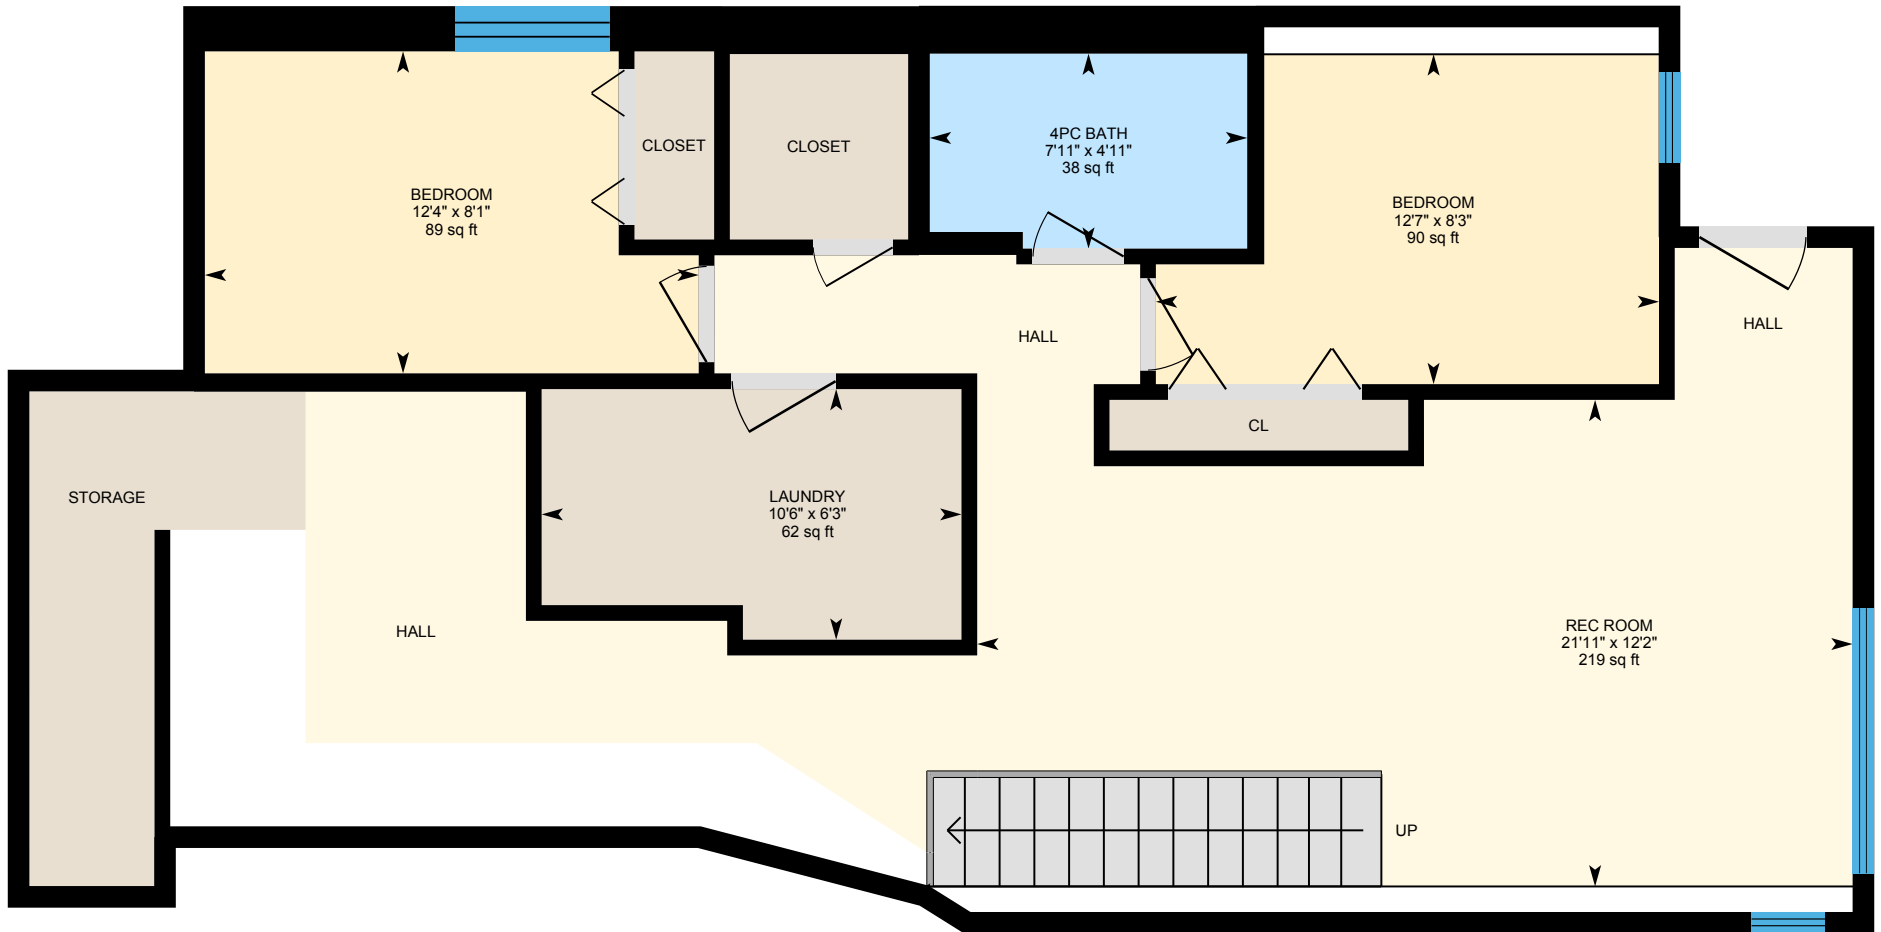 BEDROOM
12'4" x 8'1"
89 sq ft
CLOSET
CLOSET
4PC BATH
7'11" x 4'11"
38 sq ft
BEDROOM
12'7" x 8'3"
90 sq ft
HALL
HALL
CL
STORAGE
LAUNDRY
10'6" x 6'3"
62 sq ft
HALL
REC ROOM
21'11" x 12'2"
219 sq ft
UP